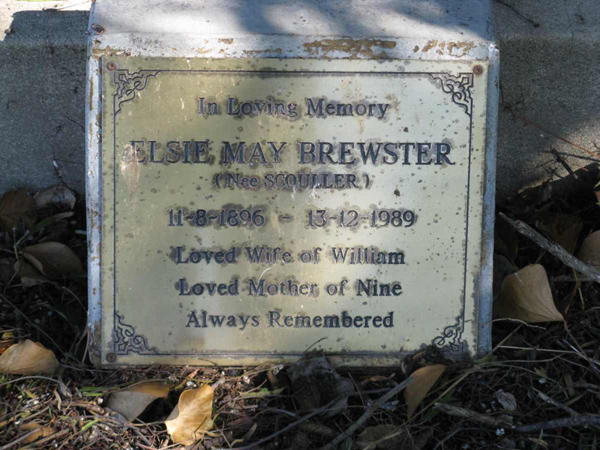 In Loving Memory
ELSIE MAY BREWSTER
(Nee SCOULLER)
11-8-1896 - 13-12-1989
Loved Wife of William
Loved Mother of Nine
Always Remembered